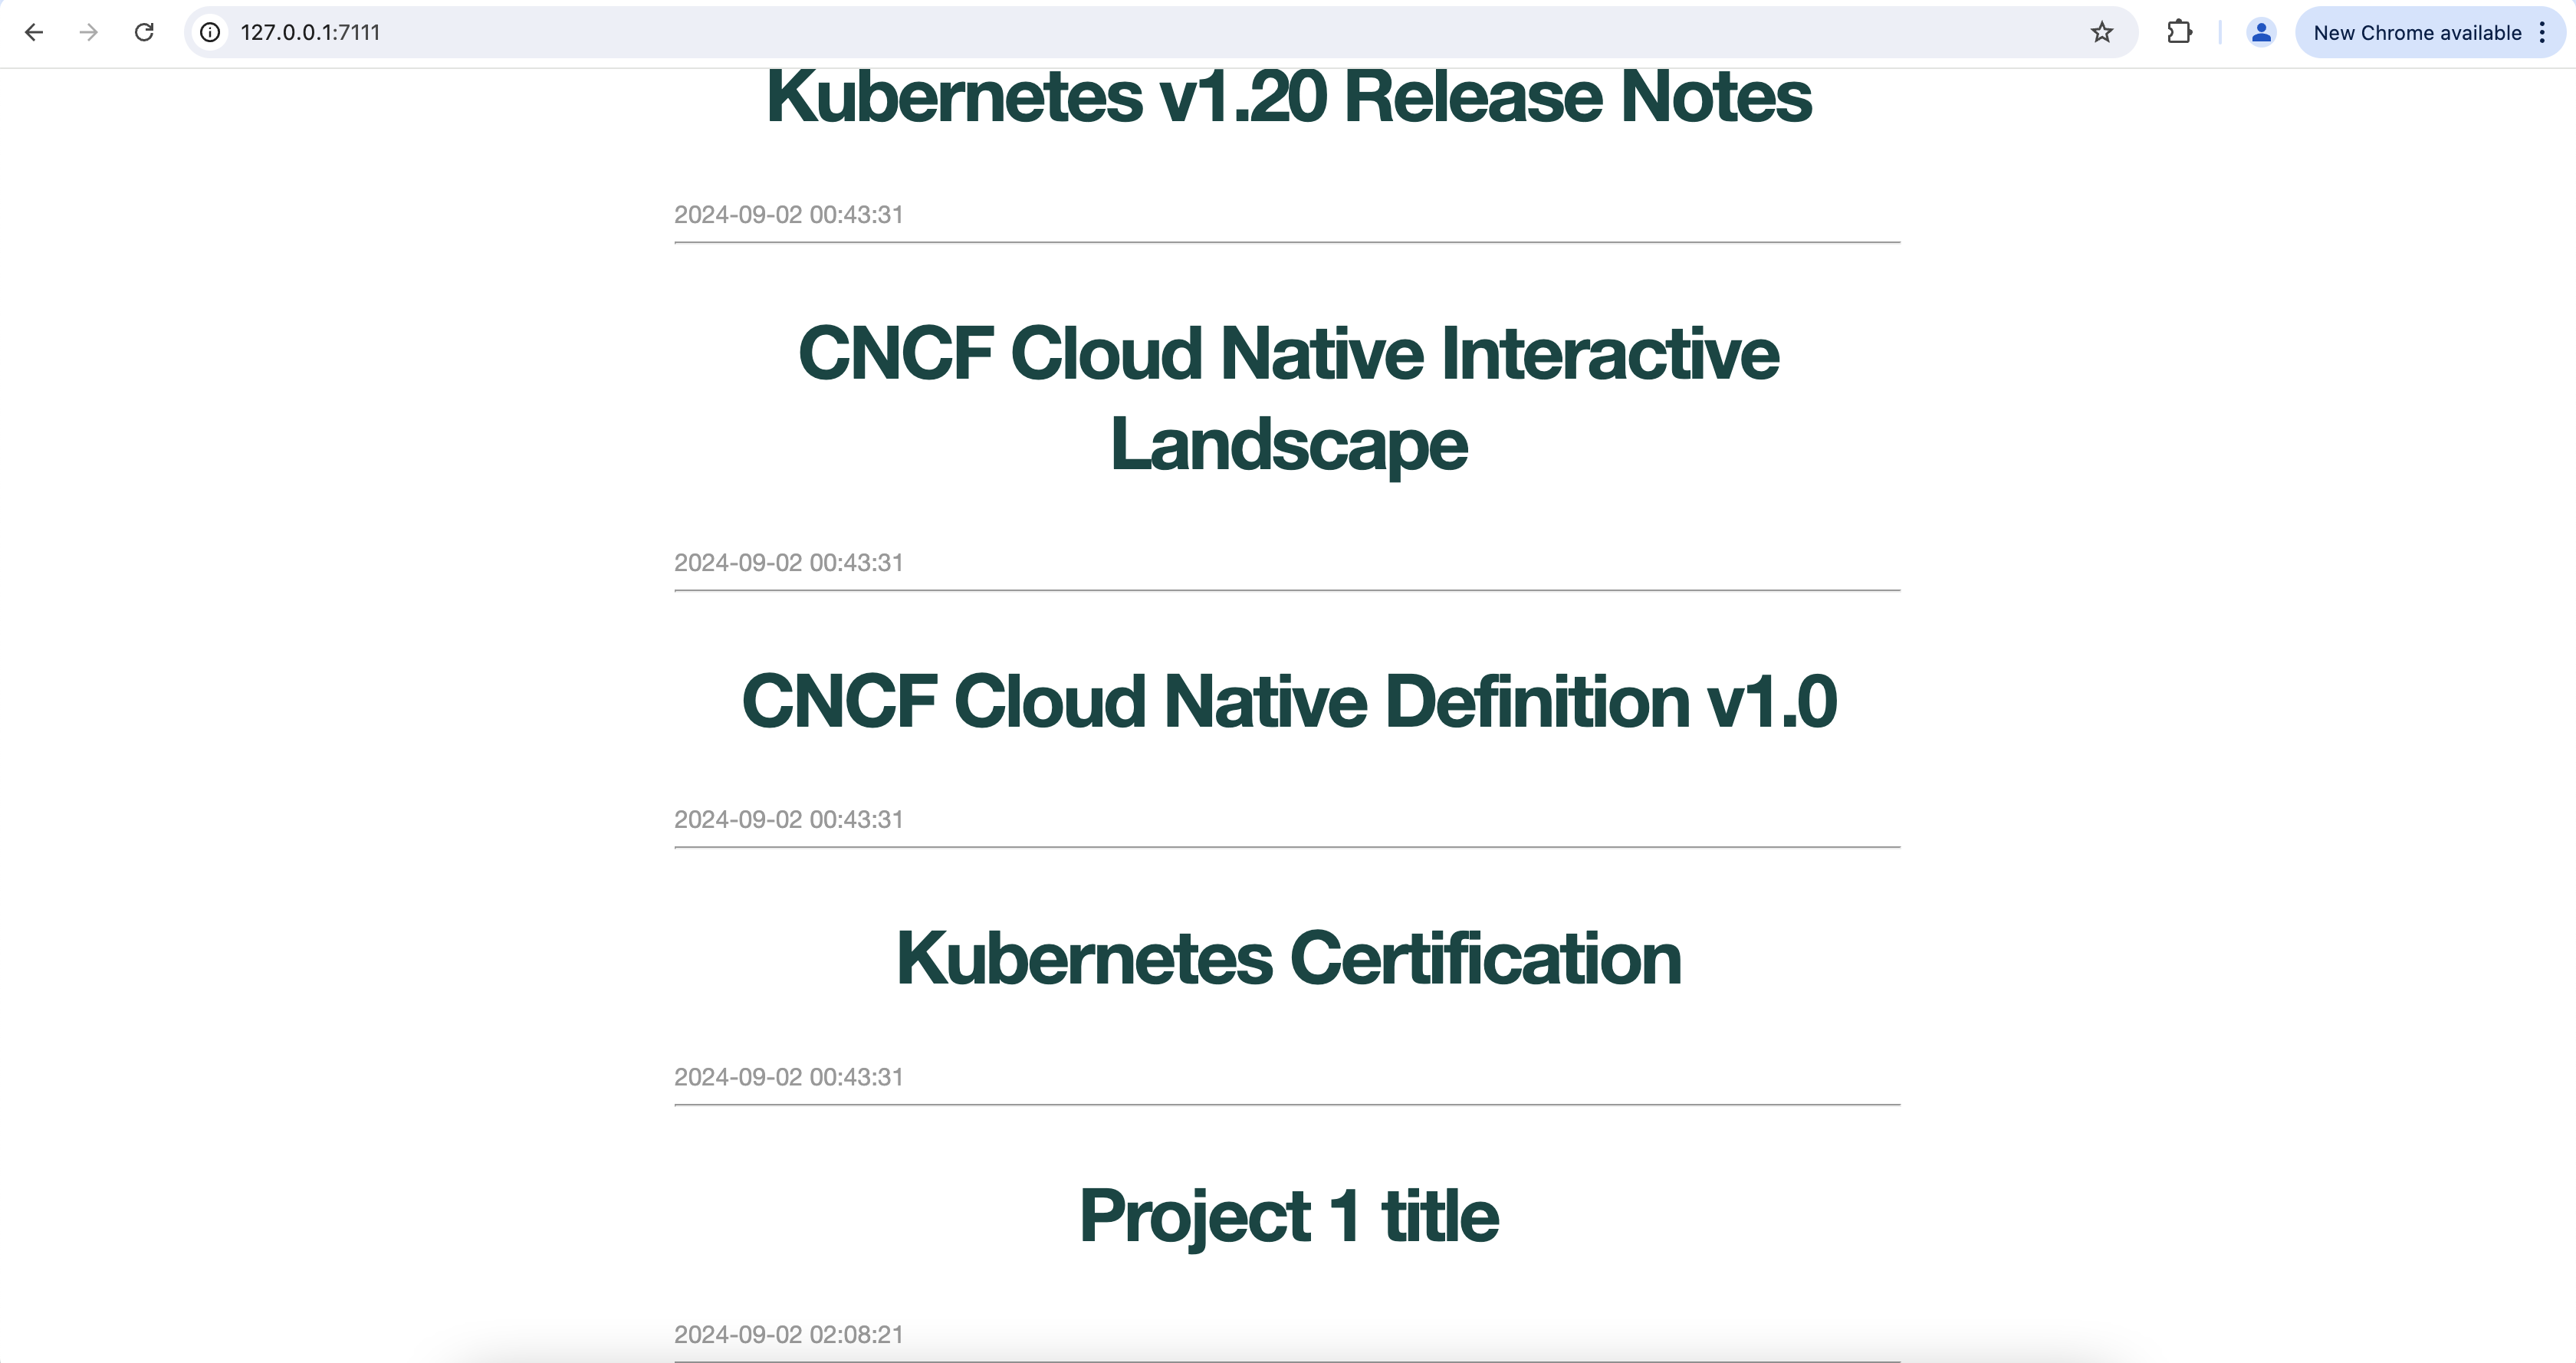 127.0.0.1:7111
New Chrome available
Kubernetes v1.20 Release Notes
2024-09-02 00:43:31
CNCF Cloud Native Interactive
Landscape
2024-09-02 00:43:31
CNCF Cloud Native Definition v1.0
2024-09-02 00:43:31
Kubernetes Certification
2024-09-02 00:43:31
Project 1 title
2024-09-02 02:08:21